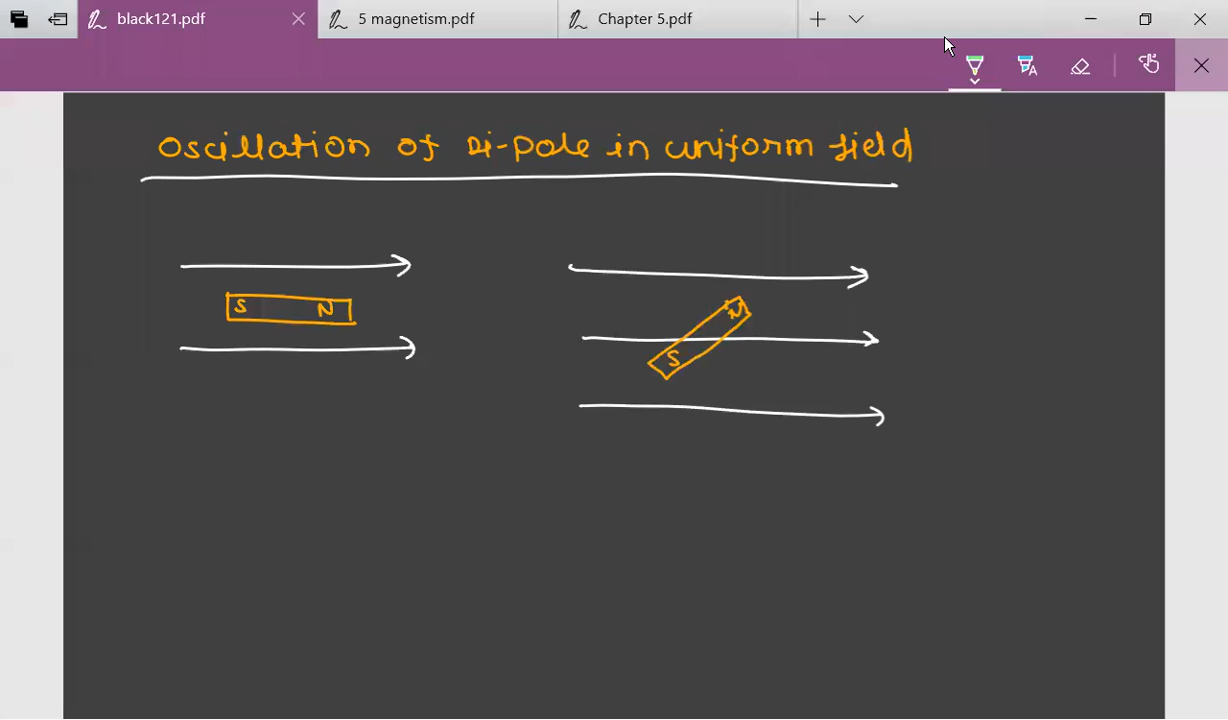 black121.pdf
5 magnetism.pdf
Chapter 5.pdf
Oscillation of Di-pole in uniform field
S N
N
S